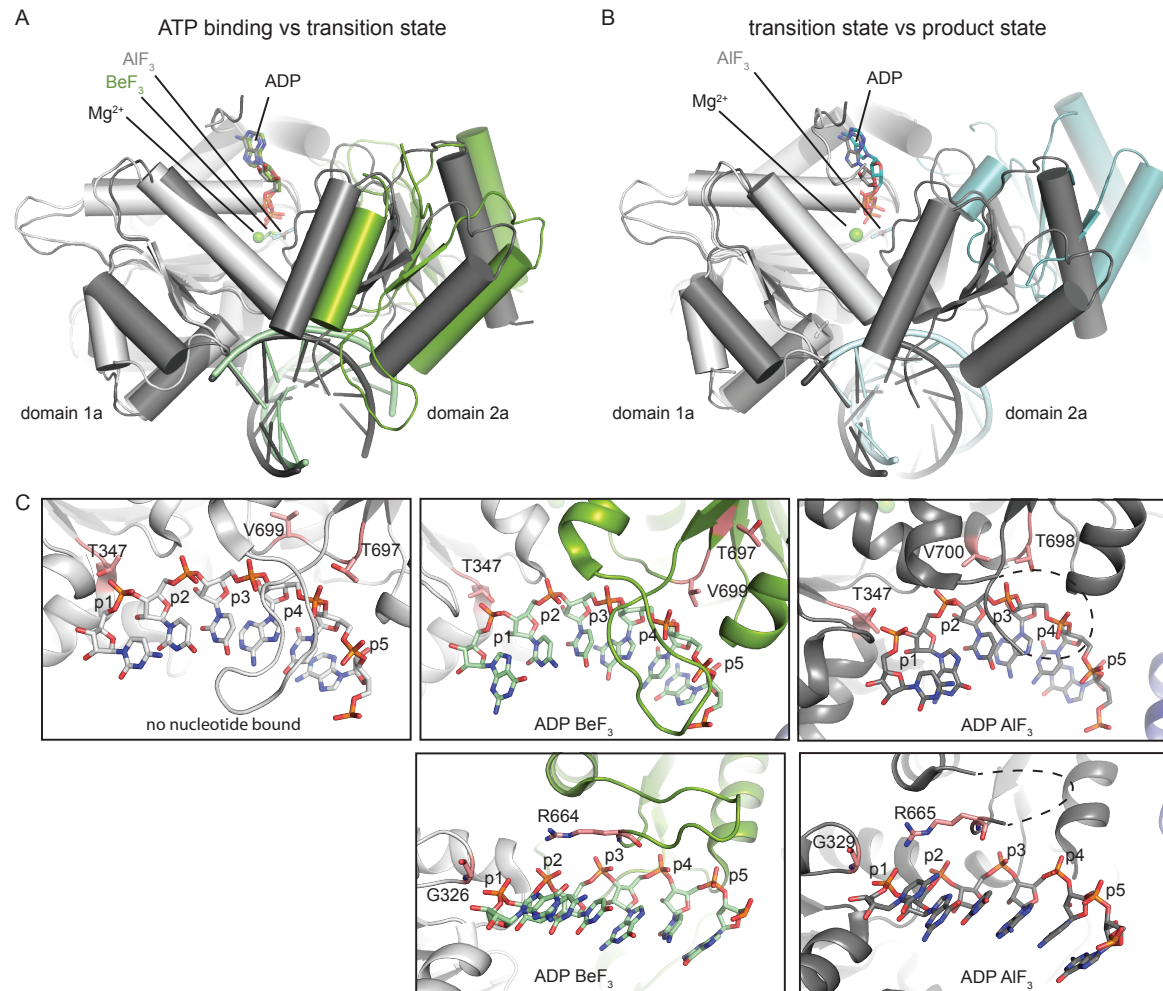 A
ATP binding vs transition state
AlF3
BeF3
ADP
Mg2+
domain 1a
domain 2a
B
transition state vs product state
AlF3
ADP
Mg2+
domain 1a
domain 2a
C
V699
T347
T697
p1
p2
p3
p4
p5
no nucleotide bound
T347
T697
V699
p1
p2
p3
p4
p5
ADP BeF3
V700
T698
T347
p1
p2
p3
p4
p5
ADP AlF3
R664
G326
p1
p2
p3
p4
p5
ADP BeF3
R665
G329
p1
p2
p3
p4
p5
ADP AlF3